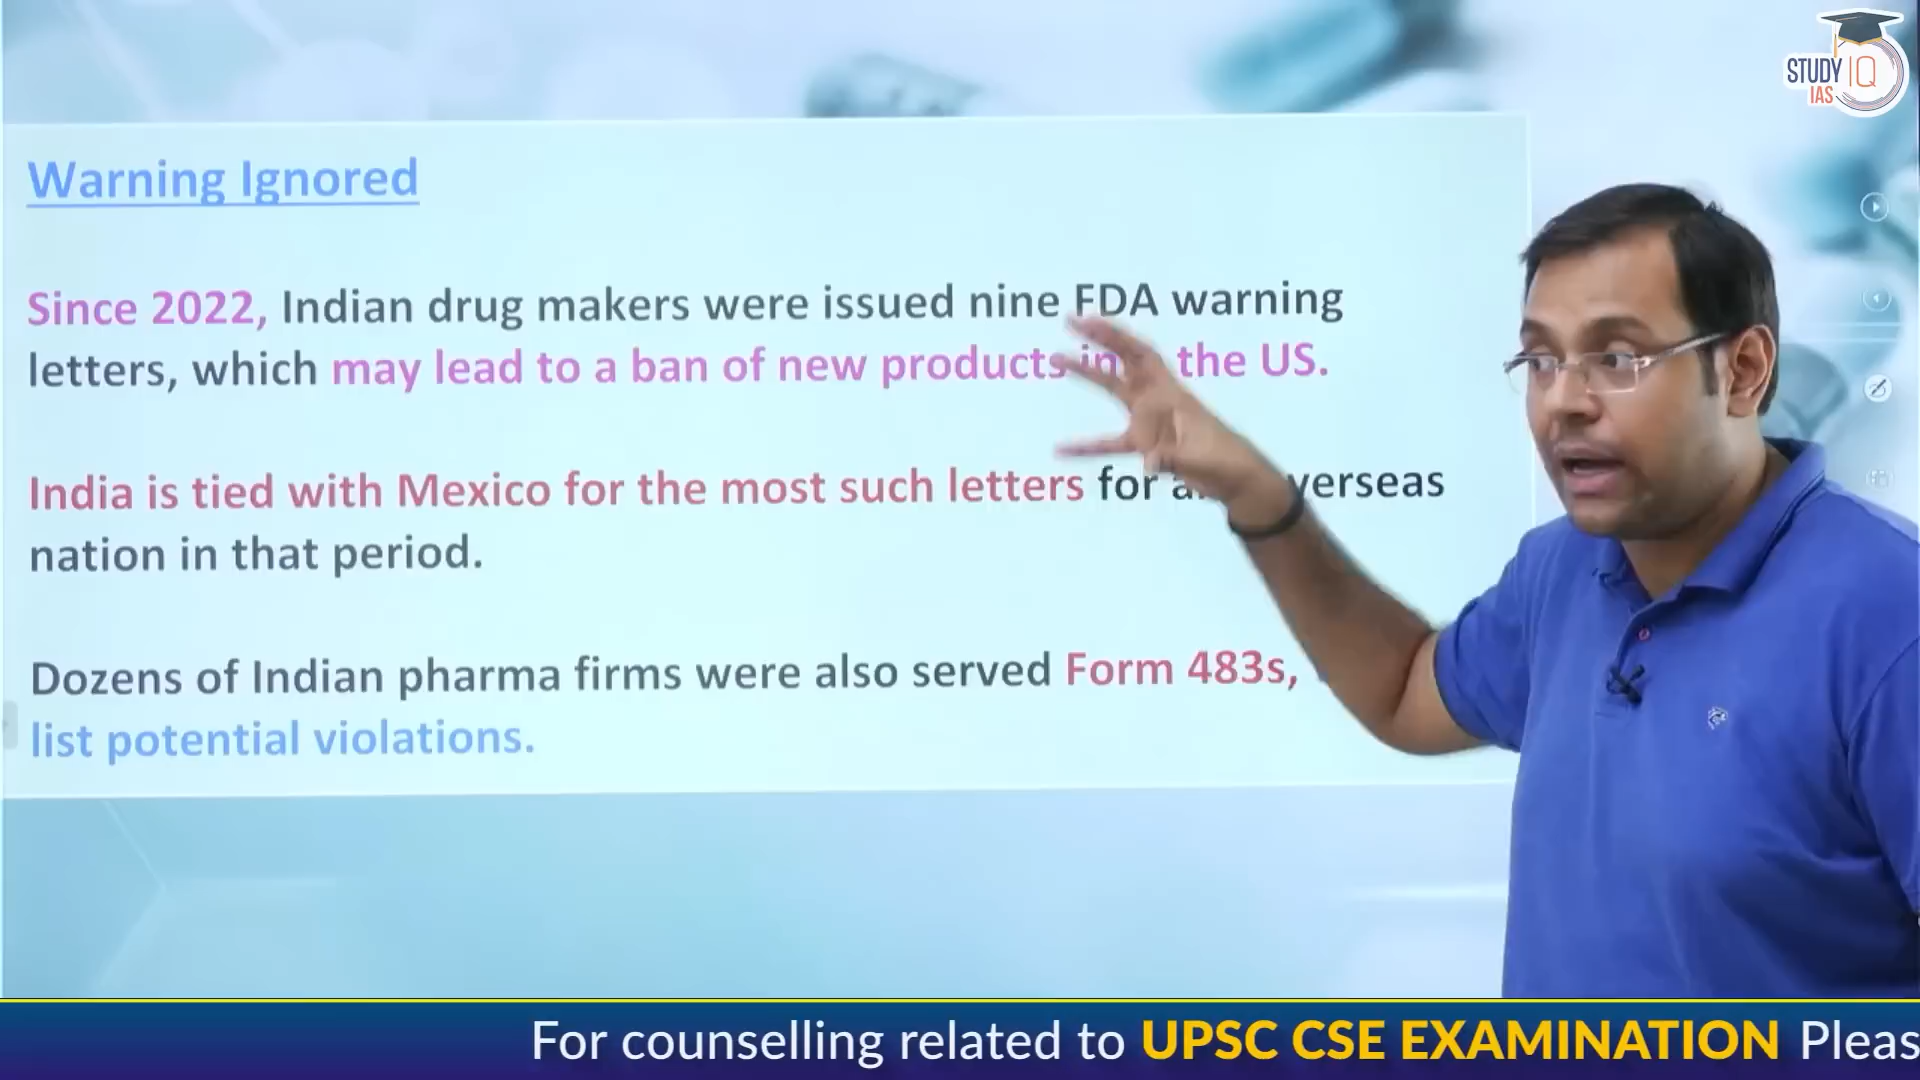 STUDY IQ
IAS
Warning Ignored
Since 2022, Indian drug makers were issued nine FDA warning
letters, which may lead to a ban of new products the US.
India is tied with Mexico for the most such letters for overseas
nation in that period.
Dozens of Indian pharma firms were also served Form 483s,
list potential violations.
For counselling related to UPSC CSE EXAMINATION Pleas